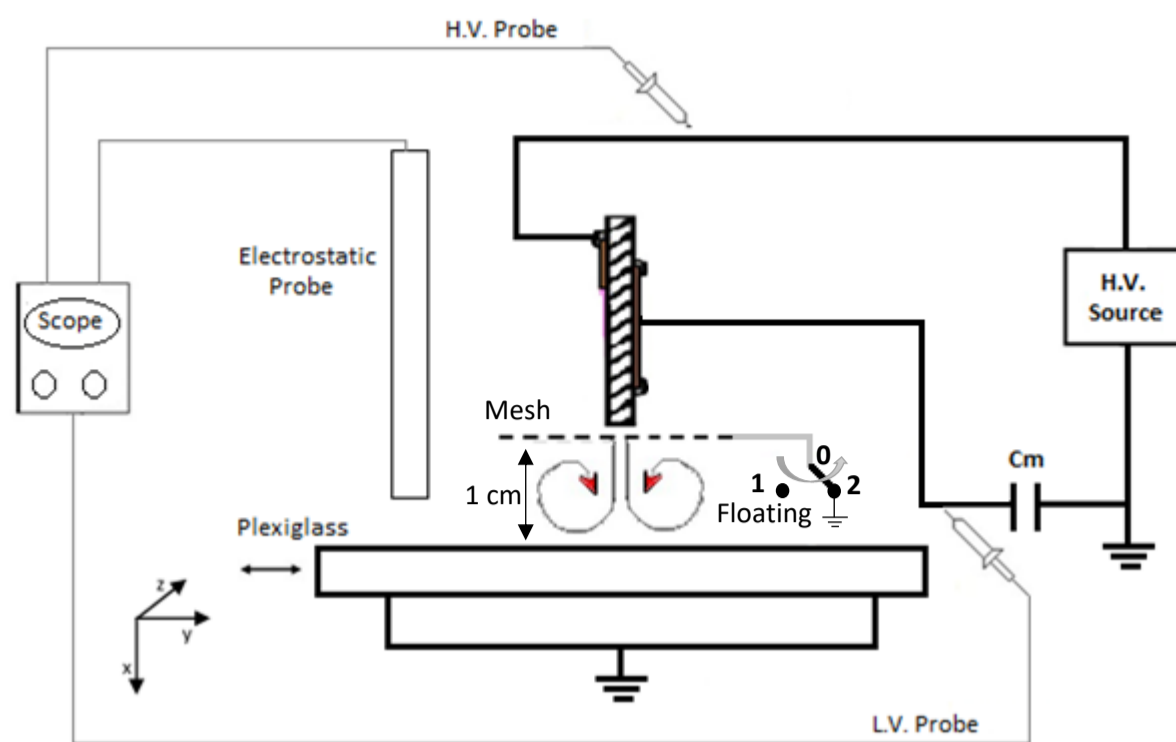 H.V. Probe
Electrostatic
Probe
H.V.
Source
Scope
Mesh
0
Cm
1 cm
1
2
Floating
Plexiglass
z
y
x
L.V. Probe